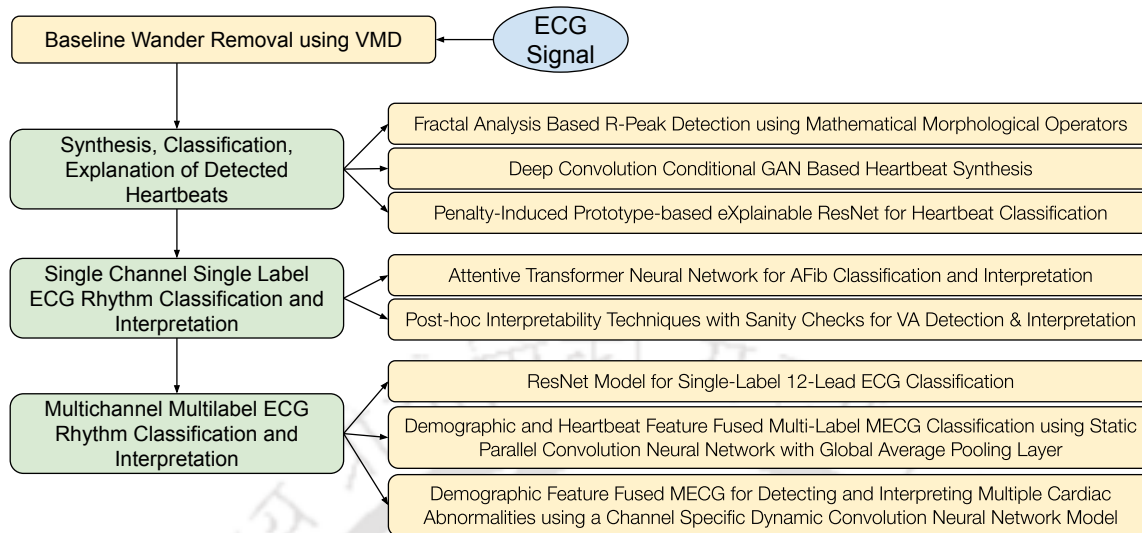 Baseline Wander Removal using VMD
ECG
Signal
Synthesis, Classification,
Explanation of Detected
Heartbeats
Fractal Analysis Based R-Peak Detection using Mathematical Morphological Operators
Deep Convolution Conditional GAN Based Heartbeat Synthesis
Penalty-Induced Prototype-based eXplainable ResNet for Heartbeat Classification
Single Channel Single Label
ECG Rhythm Classification and
Interpretation
Attentive Transformer Neural Network for AFib Classification and Interpretation
Post-hoc Interpretability Techniques with Sanity Checks for VA Detection & Interpretation
Multichannel Multilabel ECG
Rhythm Classification and
Interpretation
ResNet Model for Single-Label 12-Lead ECG Classification
Demographic and Heartbeat Feature Fused Multi-Label MECG Classification using Static
Parallel Convolution Neural Network with Global Average Pooling Layer
Demographic Feature Fused MECG for Detecting and Interpreting Multiple Cardiac
Abnormalities using a Channel Specific Dynamic Convolution Neural Network Model